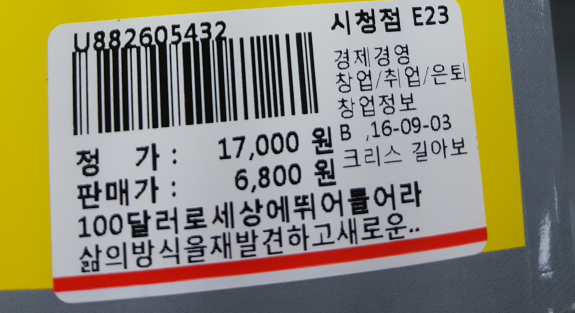 U882605432
시청점 E23
경제경영
창업/취업/은퇴
창업정보
B ,16-09-03
크리스 길아보
정 가 : 17,000 원
판매가 : 6,800 원
100달러로세상에뛰어들어라
삶의방식을재발견하고새로운..